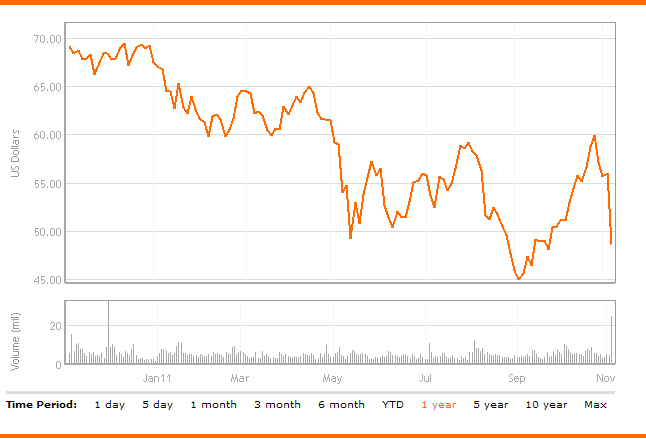 70.00
65.00
60.00
55.00
50.00
45.00
US Dollars
20
0
Volume (mil)
Jan11 Mar May Jul Sep Nov
Time Period: 1 day 5 day 1 month 3 month 6 month YTD 1 year 5 year 10 year Max